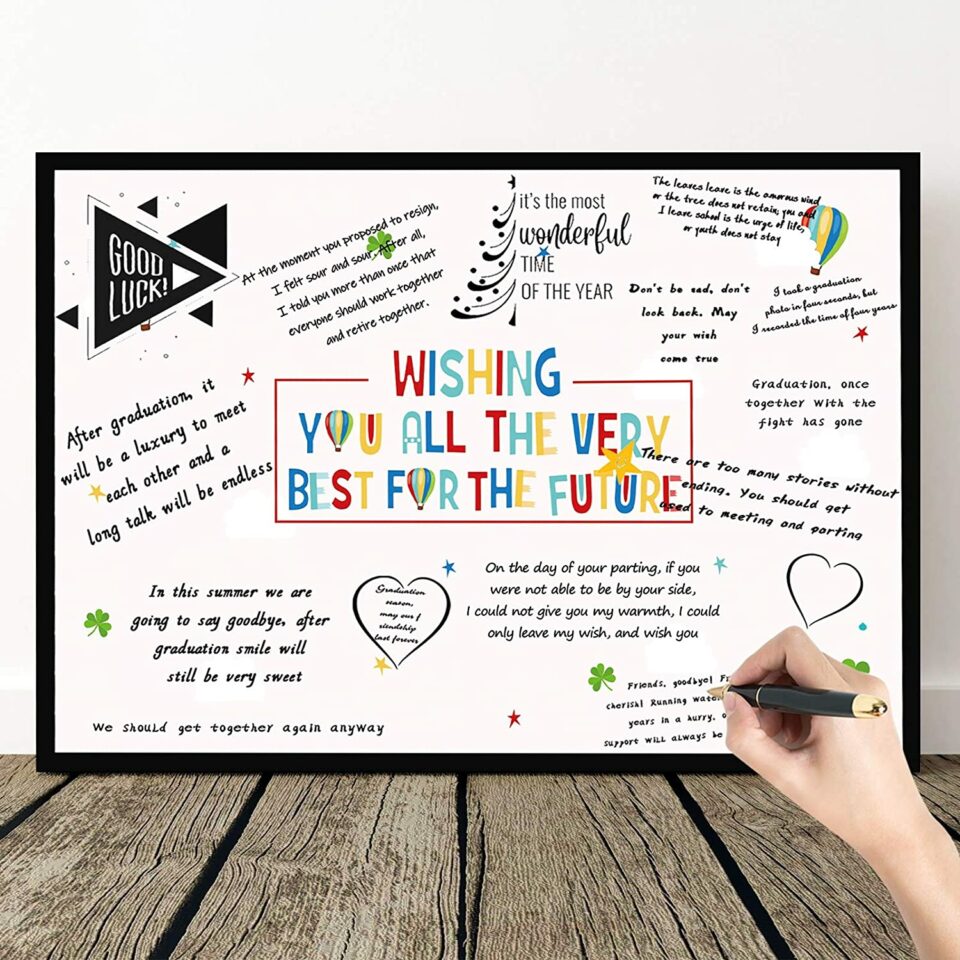 GOOD
LUCK!
At the moment you proposed to resign,
I felt sour and sour. After all,
I told you more than once that
everyone should work together
and retire together.
it's the most
wonderful
TIME
OF THE YEAR
The leaves leave is the amorous wind
or the tree does not retain; you and
I leave school is the urge of life,
or youth does not stay
Don't be sad, don't
look back. May
your wish
come true
I took a graduation
photo in four seconds, but
I recorded the time of four years
After graduation, it
will be a luxury to meet
each other and a
long talk will be endless
WISHING
YOU ALL THE VERY
BEST FOR THE FUTURE
Graduation, once
together with the
fight has gone
There are too many stories without
ending. You should get
used to meeting and parting
In this summer we are
going to say goodbye, after
graduation smile will
still be very sweet
Graduation
season,
may our f
riendship
last forever
On the day of your parting, if you
were not able to be by your side,
I could not give you my warmth, I could
only leave my wish, and wish you
We should get together again anyway
Friends, goodbye!
cherish! Running
years in a hurry,
support will always be